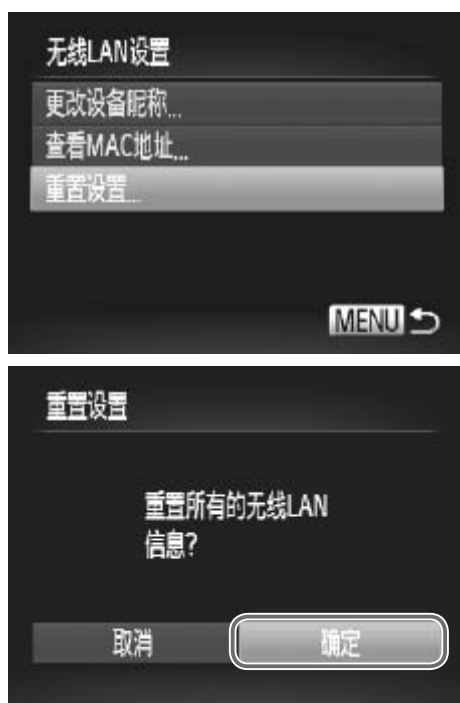 无线LAN设置
更改设备昵称...
查看MAC地址...
重置设置...
MENU
重置设置
重置所有的无线LAN
信息?
取消
确定